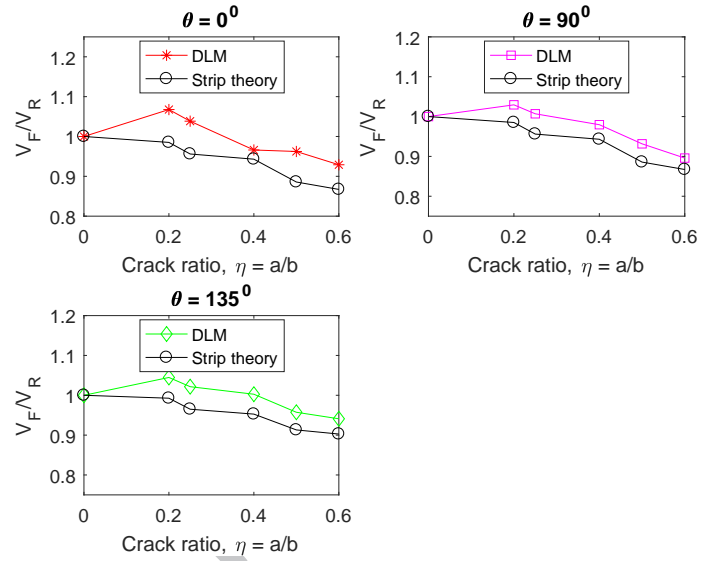 θ = 0⁰
1.2
1.1
1
0.9
0.8
V_F/V_R
DLM
Strip theory
0 0.2 0.4 0.6
Crack ratio, η = a/b
θ = 90⁰
1.2
1.1
1
0.9
0.8
V_F/V_R
DLM
Strip theory
0 0.2 0.4 0.6
Crack ratio, η = a/b
θ = 135⁰
1.2
1.1
1
0.9
0.8
V_F/V_R
DLM
Strip theory
0 0.2 0.4 0.6
Crack ratio, η = a/b